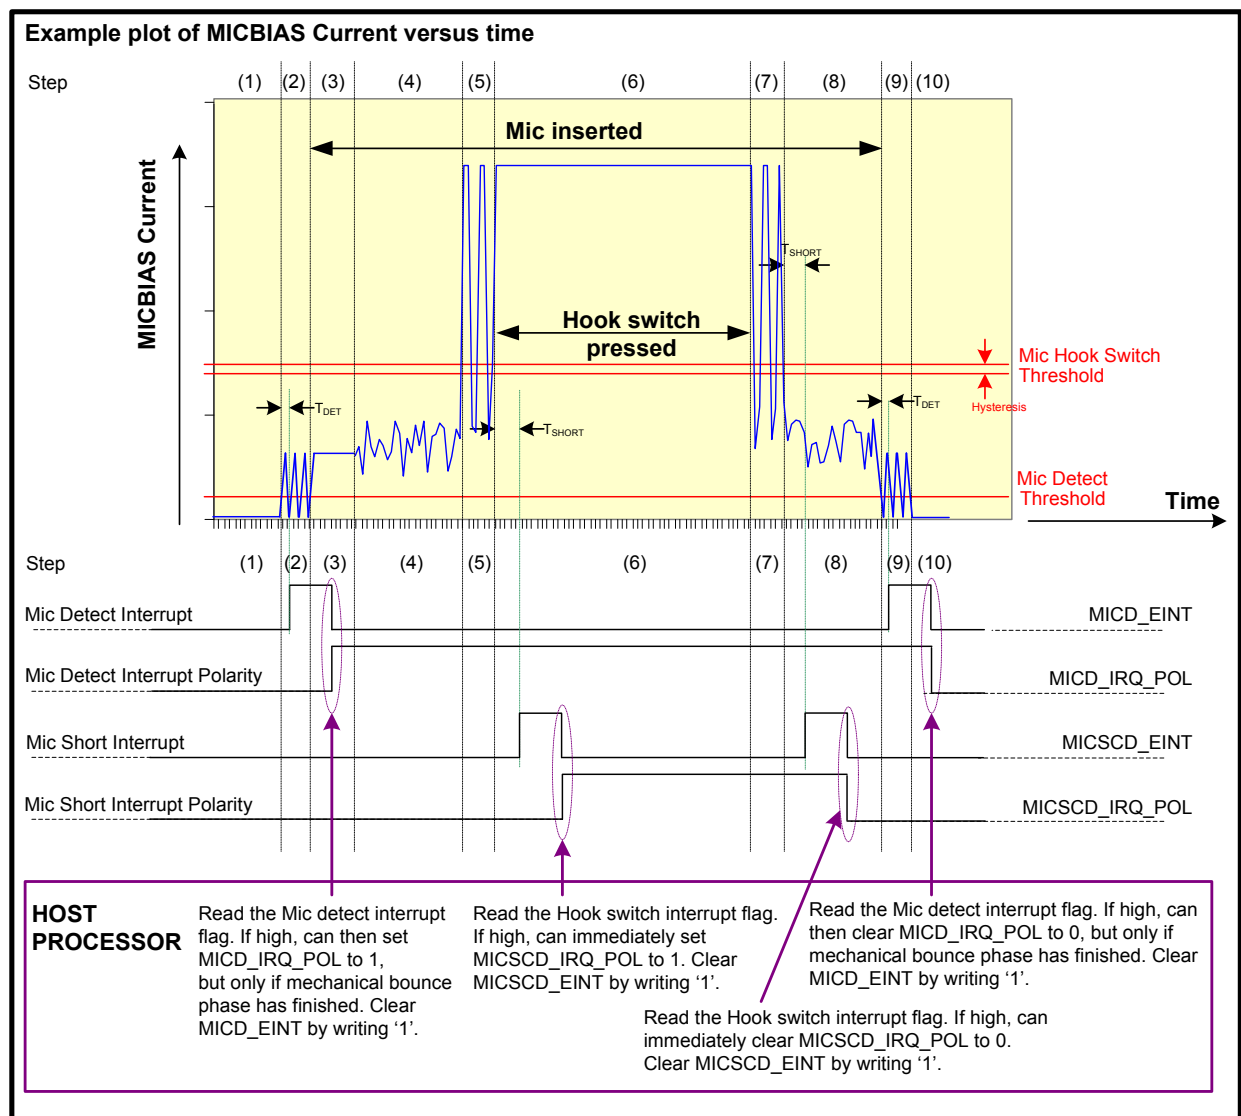 Example plot of MICBIAS Current versus time
Step (1) (2) (3) (4) (5) (6) (7) (8) (9) (10)
Mic inserted
MICBIAS Current
TSHORT
Hook switch
pressed
Mic Hook Switch
Threshold
Hysteresis
TDET
TDET
TSHORT
Mic Detect
Threshold
Time
Step (1) (2) (3) (4) (5) (6) (7) (8) (9) (10)
Mic Detect Interrupt MICD_EINT
Mic Detect Interrupt Polarity MICD_IRQ_POL
Mic Short Interrupt MICSCD_EINT
Mic Short Interrupt Polarity MICSCD_IRQ_POL
HOST
PROCESSOR
Read the Mic detect interrupt
flag. If high, can then set
MICD_IRQ_POL to 1,
but only if mechanical bounce
phase has finished. Clear
MICD_EINT by writing ‘1’.
Read the Hook switch interrupt flag.
If high, can immediately set
MICSCD_IRQ_POL to 1. Clear
MICSCD_EINT by writing ‘1’.
Read the Mic detect interrupt flag. If high, can
then clear MICD_IRQ_POL to 0, but only if
mechanical bounce phase has finished. Clear
MICD_EINT by writing ‘1’.
Read the Hook switch interrupt flag. If high, can
immediately clear MICSCD_IRQ_POL to 0.
Clear MICSCD_EINT by writing ‘1’.